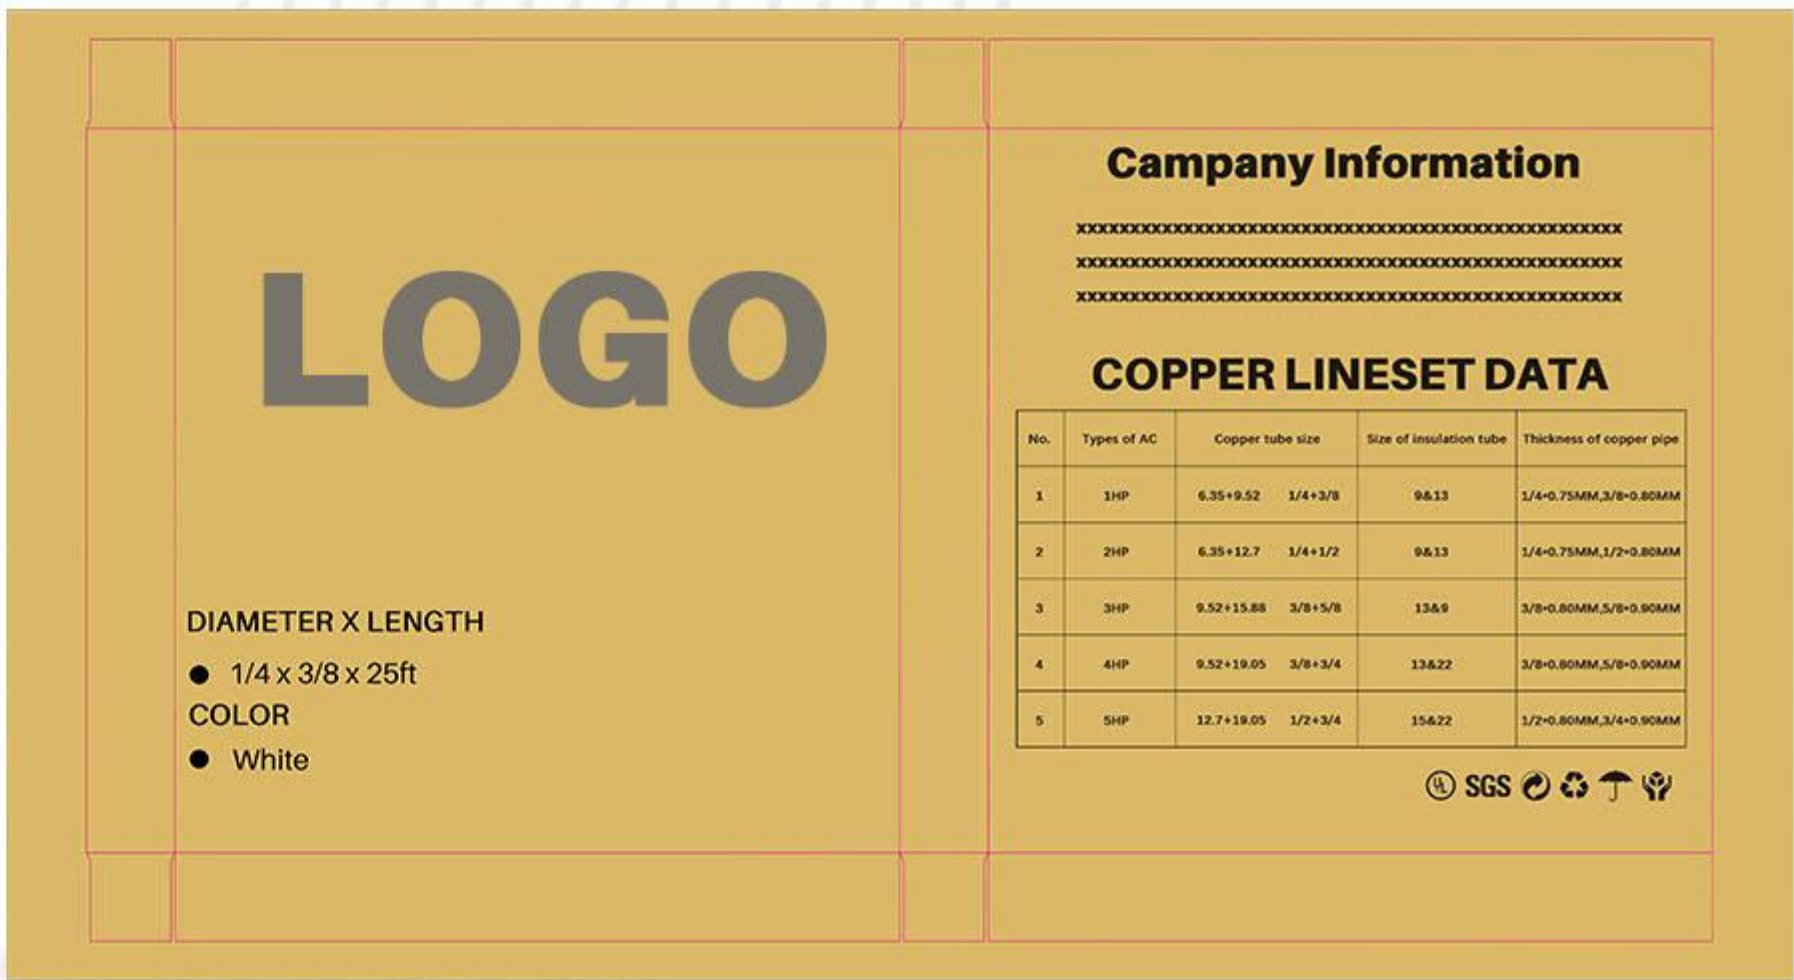 LOGO
DIAMETER X LENGTH
● 1/4 x 3/8 x 25ft
COLOR
● White
Campany Information
xxxxxxxxxxxxxxxxxxxxxxxxxxxxxxxxxxxxxxxxxxxxxxxxxxx
xxxxxxxxxxxxxxxxxxxxxxxxxxxxxxxxxxxxxxxxxxxxxxxxxxx
xxxxxxxxxxxxxxxxxxxxxxxxxxxxxxxxxxxxxxxxxxxxxxxxxxx
COPPER LINESET DATA
No. Types of AC Copper tube size Size of insulation tube Thickness of copper pipe
1 1HP 6.35+9.52 1/4+3/8 9&13 1/4*0.75MM,3/8*0.80MM
2 2HP 6.35+12.7 1/4+1/2 9&13 1/4*0.75MM,1/2*0.80MM
3 3HP 9.52+15.88 3/8+5/8 13&9 3/8*0.80MM,5/8*0.90MM
4 4HP 9.52+19.05 3/8+3/4 13&22 3/8*0.80MM,5/8*0.90MM
5 5HP 12.7+19.05 1/2+3/4 15&22 1/2*0.80MM,3/4*0.90MM
UL SGS